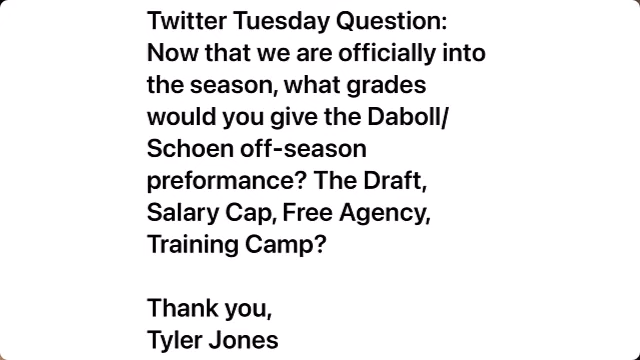 Twitter Tuesday Question:
Now that we are officially into
the season, what grades
would you give the Daboll/
Schoen off-season
preformance? The Draft,
Salary Cap, Free Agency,
Training Camp?
Thank you,
Tyler Jones